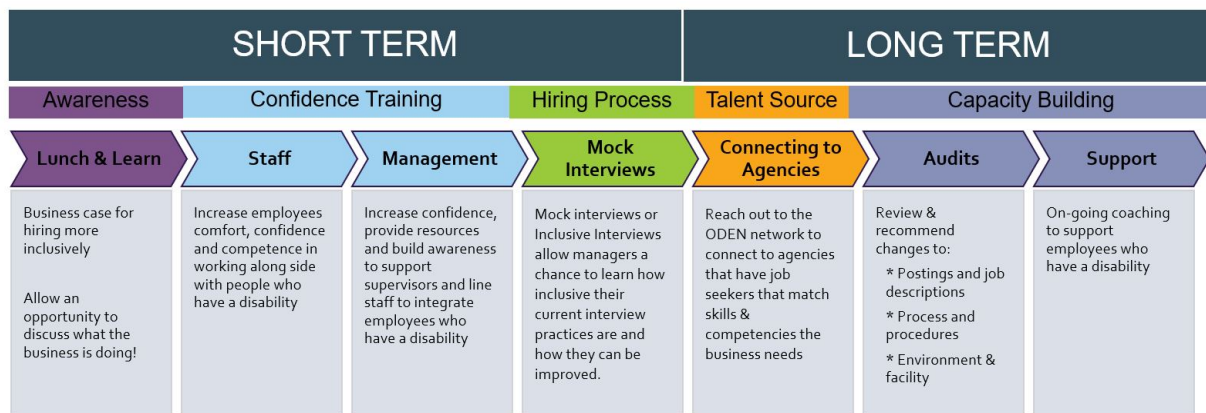 SHORT TERM
LONG TERM
Awareness
Confidence Training
Hiring Process
Talent Source
Capacity Building
Lunch & Learn
Staff
Management
Mock
Interviews
Connecting to
Agencies
Audits
Support
Business case for
hiring more
inclusively
Allow an
opportunity to
discuss what the
business is doing!
Increase employees
comfort, confidence
and competence in
working along side
with people who
have a disability
Increase confidence,
provide resources
and build awareness
to support
supervisors and line
staff to integrate
employees who
have a disability
Mock interviews or
Inclusive Interviews
allow managers a
chance to learn how
inclusive their
current interview
practices are and
how they can be
improved.
Reach out to the
ODEN network to
connect to agencies
that have job
seekers that match
skills &
competencies the
business needs
Review &
recommend
changes to:
* Postings and job
descriptions
* Process and
procedures
* Environment &
facility
On-going coaching
to support
employees who
have a disability